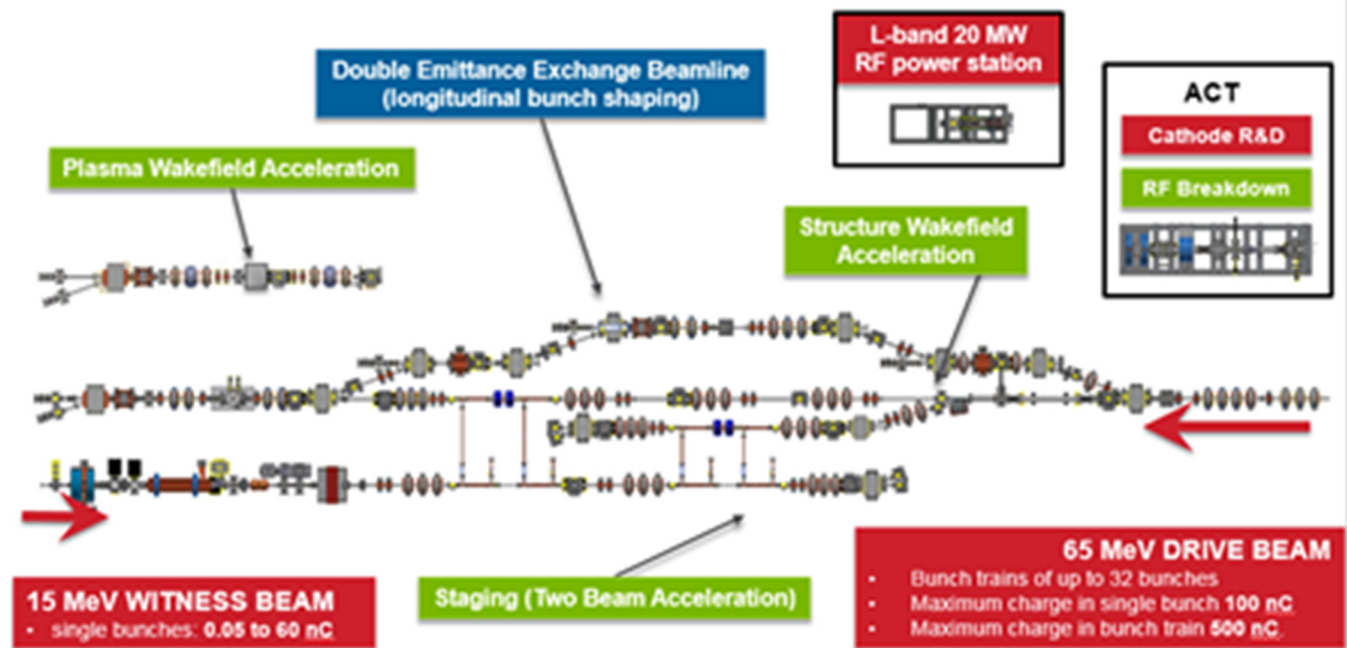 L-band 20 MW
RF power station
Double Emittance Exchange Beamline
(longitudinal bunch shaping)
ACT
Cathode R&D
RF Breakdown
Plasma Wakefield Acceleration
Structure Wakefield
Acceleration
15 MeV WITNESS BEAM
• single bunches: 0.05 to 60 nC
Staging (Two Beam Acceleration)
65 MeV DRIVE BEAM
• Bunch trains of up to 32 bunches
• Maximum charge in single bunch 100 nC
• Maximum charge in bunch train 500 nC